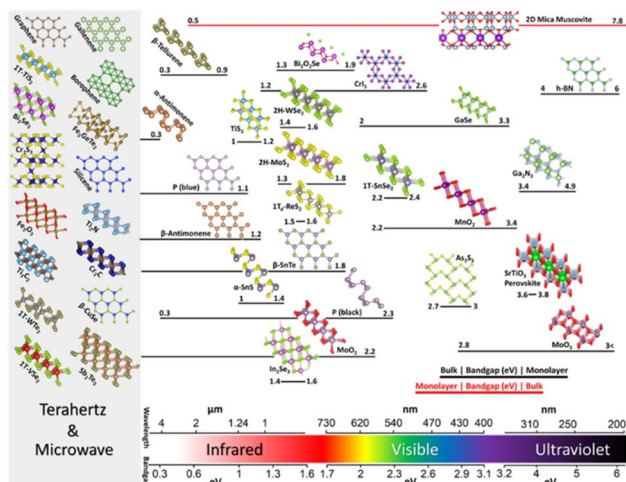 Graphene
Gallenene
1T-TiS₂
Borophene
Bi₂Se
Fe₃GeTe₂
Cr₂S₃
Silicene
Fe₂O₃
Ti₂N
Ti₃C₂
Cr₂C
1T-WTe₂
β-CuSe
1T-VSe₂
Sb₂Te₃
Terahertz
&
Microwave
0.5
2D Mica Muscovite
7.8
β-Tellurene
0.3
0.9
Bi₂O₂Se
1.3
1.9
CrI₃
1.2
2.6
h-BN
4
6
α-Antimonene
0.3
TiS₃
1
1.2
2H-WSe₂
1.4
1.6
GaSe
2
3.3
2H-MoS₂
1.3
1.8
1T-SnSe₂
2.2
2.4
Ga₂N₃
3.4
4.9
P (blue)
1.1
1.5
1.6
MnO₂
2.2
3.4
β-Antimonene
1.2
β-SnTe
1.8
As₂S₃
2.7
3
SrTiO₃
Perovskite
3.6
3.8
α-SnS
1
1.4
P (black)
0.3
2.3
MoO₂
2.2
MoO₃
2.8
3<
In₂Se₃
1.4
1.6
Bulk | Bandgap (eV) | Monolayer
Monolayer | Bandgap (eV) | Bulk
Wavelength
μm
nm
nm
4 2 1.24 1 730 620 540 470 430 400 310 250 200
Infrared
Visible
Ultraviolet
0.3 0.6 1 1.3 1.7 2 2.3 2.6 2.9 3.1 3.2 4 5 6
eV
eV
eV